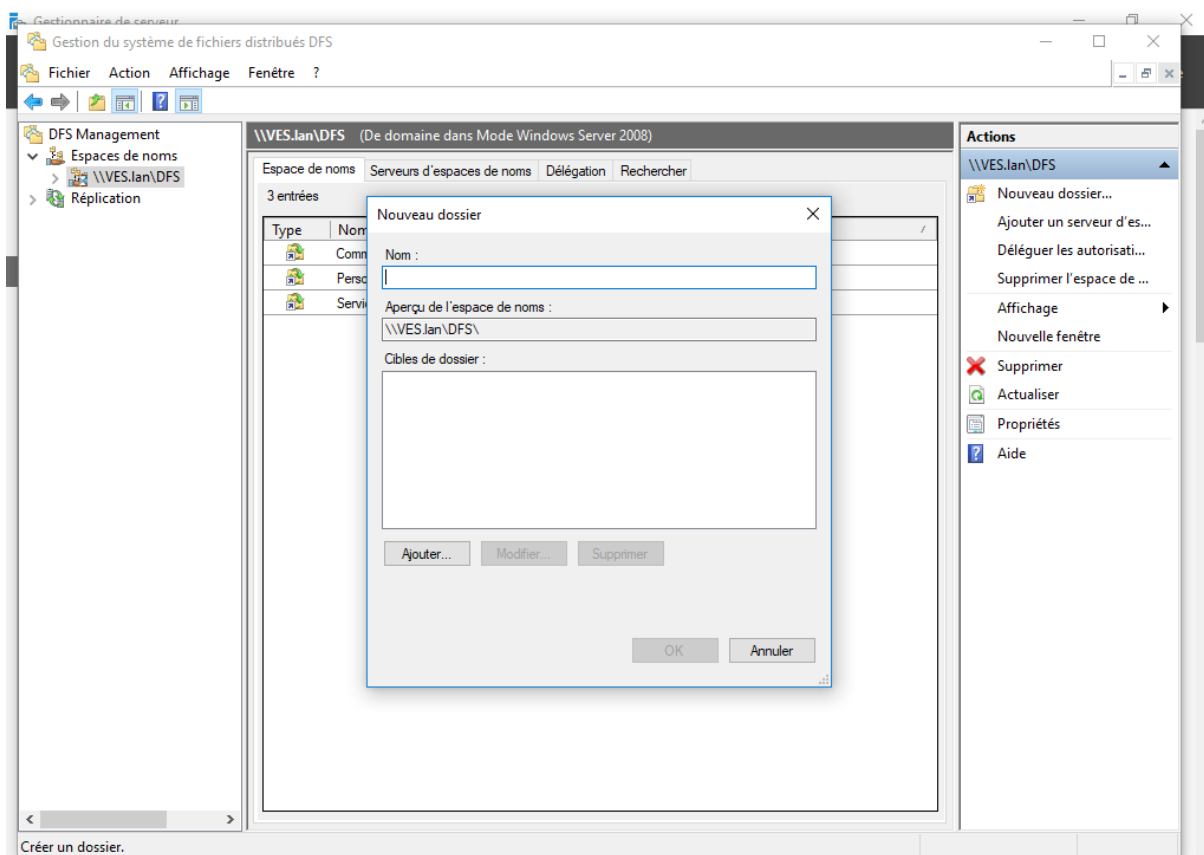 Gestionnaire de serveur
Gestion du système de fichiers distribués DFS
Fichier Action Affichage Fenêtre ?
DFS Management
Espaces de noms
\\VES.lan\DFS
Réplication
\\VES.lan\DFS (De domaine dans Mode Windows Server 2008)
Espace de noms Serveurs d'espaces de noms Délégation Rechercher
3 entrées
Type Nom
Comm
Perso
Servi
Nouveau dossier
Nom :
Aperçu de l'espace de noms :
\\VES.lan\DFS\
Cibles de dossier :
Ajouter... Modifier... Supprimer
OK Annuler
Actions
\\VES.lan\DFS
Nouveau dossier...
Ajouter un serveur d'es...
Déléguer les autorisati...
Supprimer l'espace de ...
Affichage
Nouvelle fenêtre
Supprimer
Actualiser
Propriétés
Aide
Créer un dossier.